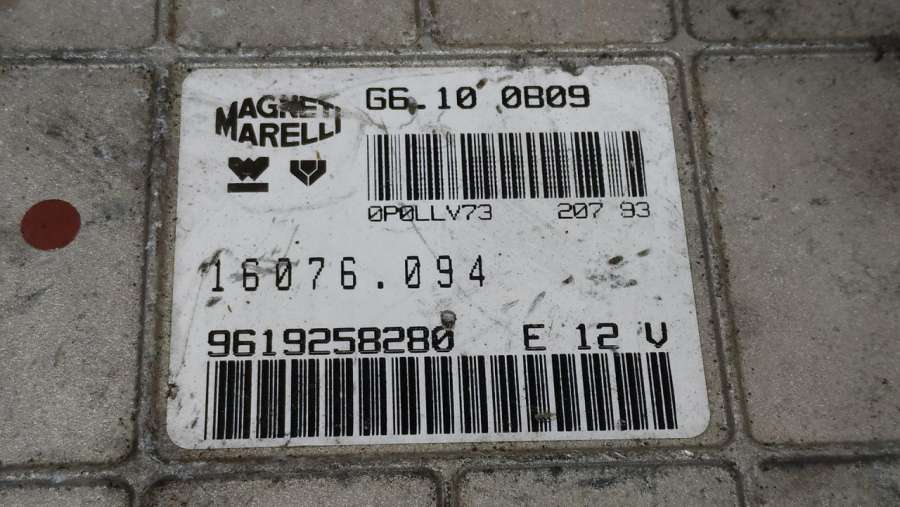 MAGNETI MARELLI
G6.10 0B09
0P0LLV73 207 93
16076.094
9619258280 E 12 V